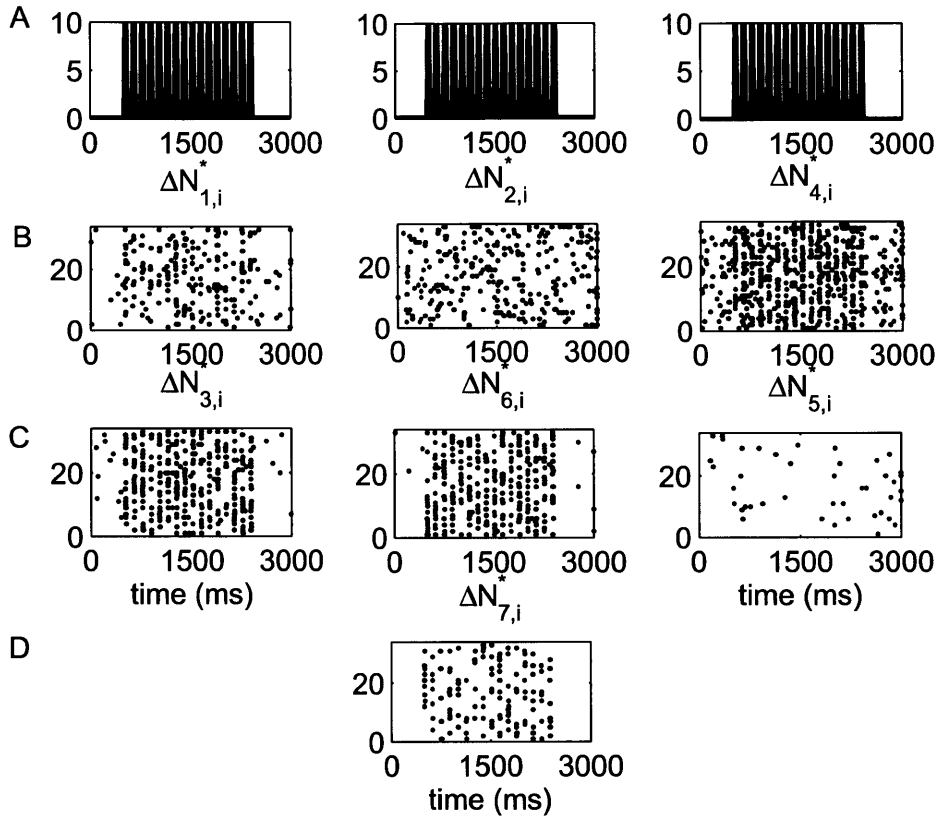 A
10 10 10
5 5 5
0 0 0
0 1500 3000 0 1500 3000 0 1500 3000
ΔN*1,i ΔN*2,i ΔN*4,i
B
20 20 20
0 0 0
0 1500 3000 0 1500 3000 0 1500 3000
ΔN*3,i ΔN*6,i ΔN*5,i
C
20 20 20
0 0 0
0 1500 3000 0 1500 3000 0 1500 3000
time (ms) ΔN*7,i time (ms)
D
20
0
0 1500 3000
time (ms)